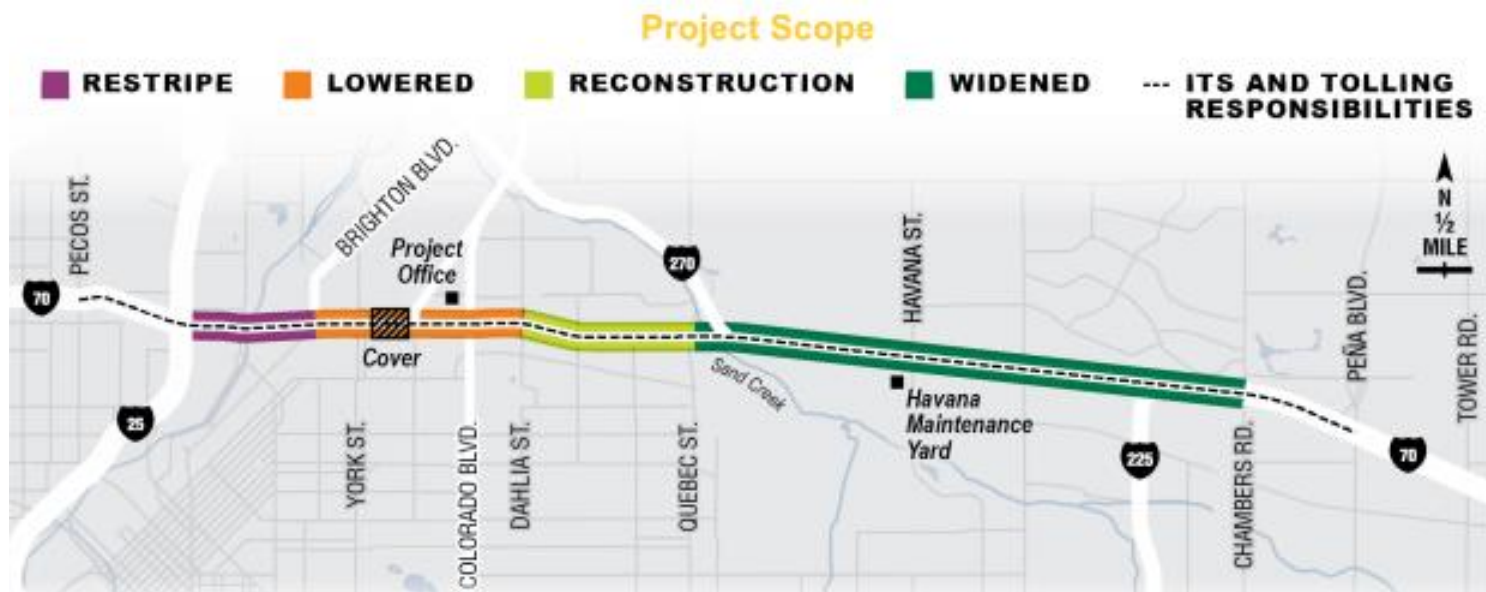 Project Scope
RESTRIPE
LOWERED
RECONSTRUCTION
WIDENED
ITS AND TOLLING
RESPONSIBILITIES
PECOS ST.
BRIGHTON BLVD.
Project
Office
HAVANA ST.
N
½
MILE
70
270
PEÑA BLVD.
TOWER RD.
Cover
Sand Creek
Havana
Maintenance
Yard
25
YORK ST.
COLORADO BLVD.
DAHLIA ST.
QUEBEC ST.
225
CHAMBERS RD.
70